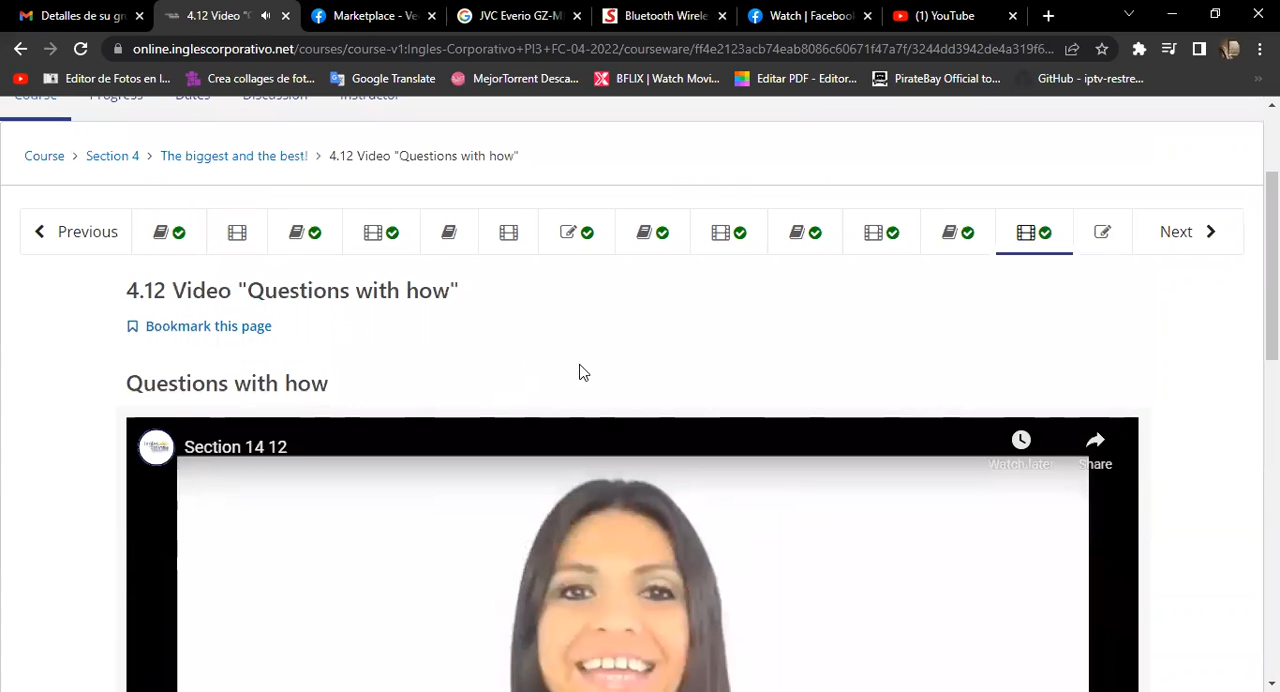 Detalles de su gr
4.12 Video "
Marketplace - Ve
JVC Everio GZ-M
Bluetooth Wirele
Watch | Facebook
(1) YouTube
online.inglescorporativo.net/courses/course-v1:Ingles-Corporativo+PI3+FC-04-2022/courseware/ff4e2123acb74eab8086c60671f47a7f/3244dd3942de4a319f6...
Editor de Fotos en l...
Crea collages de fot...
Google Translate
MejorTorrent Desca...
BFLIX | Watch Movi...
Editar PDF - Editor...
PirateBay Official to...
GitHub - iptv-restre...
»
Course Progress Dates Discussion Instructor
Course > Section 4 > The biggest and the best! > 4.12 Video "Questions with how"
Previous
Next
4.12 Video "Questions with how"
Bookmark this page
Questions with how
Section 14 12
Watch late
Share